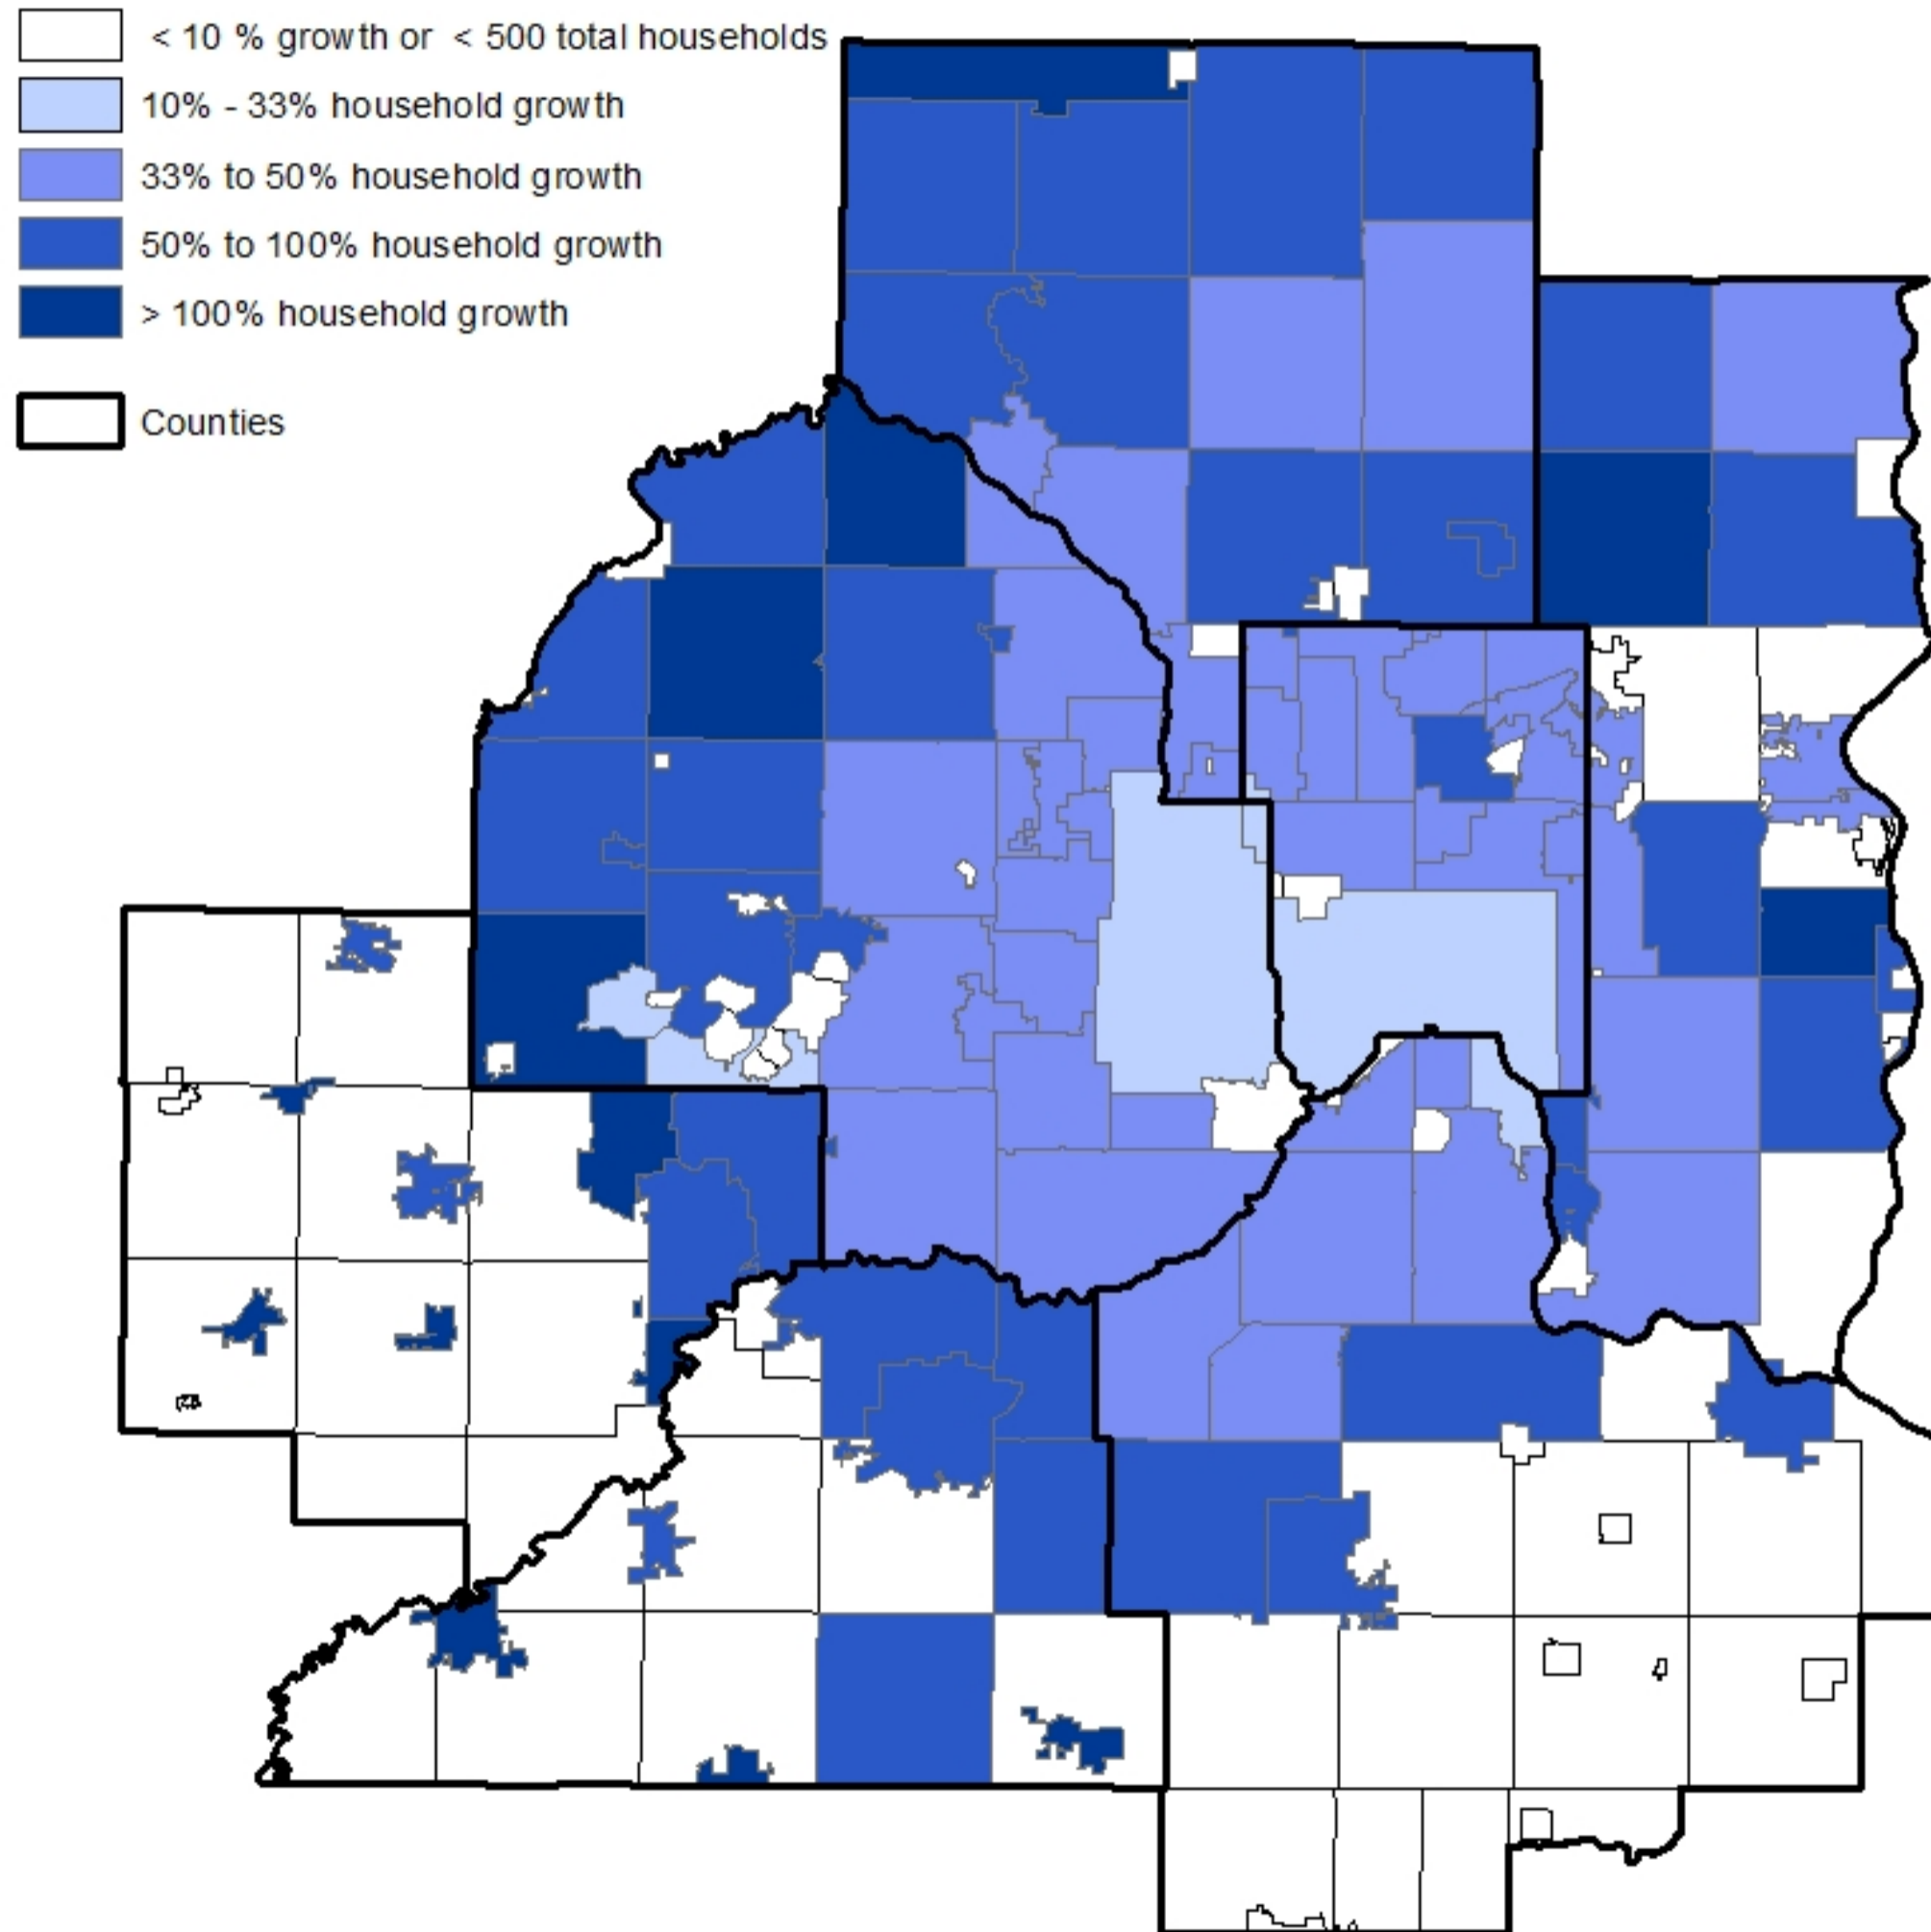 < 10 % growth or < 500 total households
10% - 33% household growth
33% to 50% household growth
50% to 100% household growth
> 100% household growth
Counties